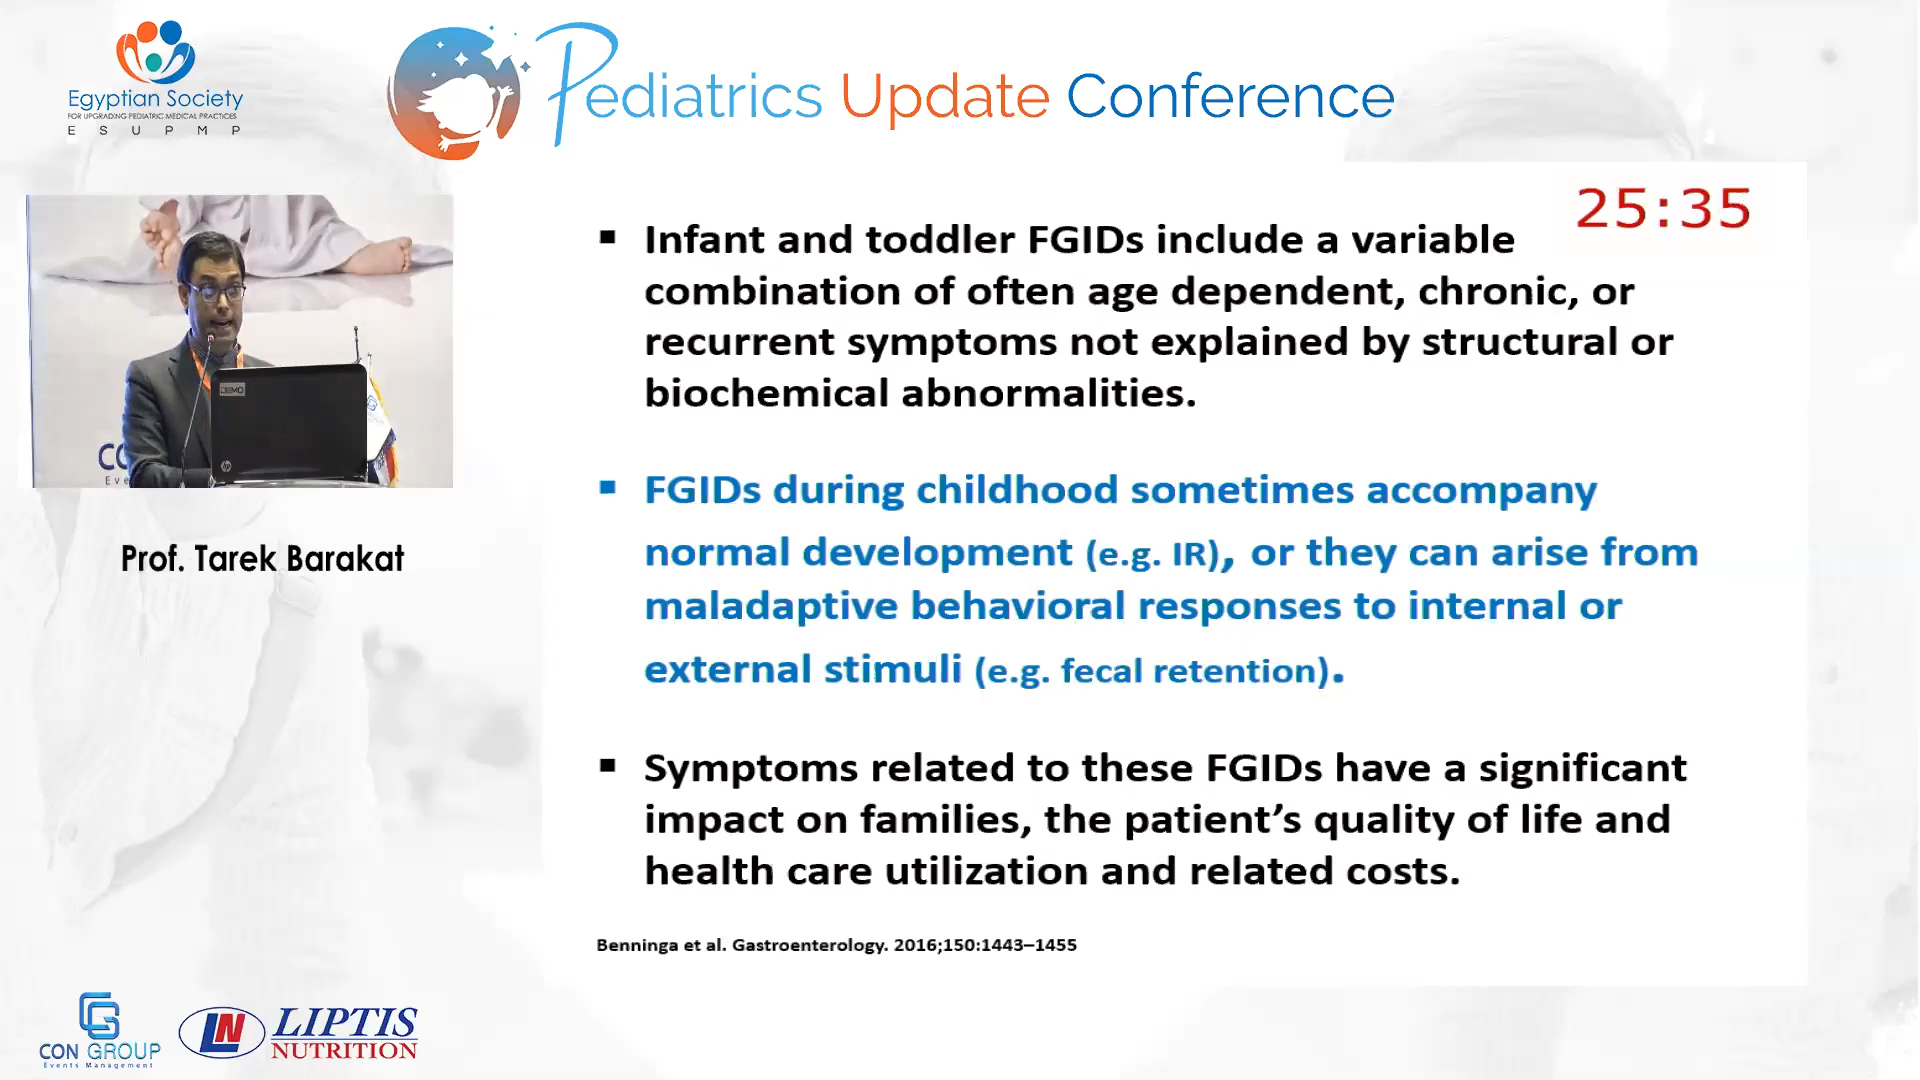 Egyptian Society
FOR UPGRADING PEDIATRIC MEDICAL PRACTICES
E S U P M P
Pediatrics Update Conference
25:35
▪ Infant and toddler FGIDs include a variable
combination of often age dependent, chronic, or
recurrent symptoms not explained by structural or
biochemical abnormalities.
▪ FGIDs during childhood sometimes accompany
normal development (e.g. IR), or they can arise from
maladaptive behavioral responses to internal or
external stimuli (e.g. fecal retention).
▪ Symptoms related to these FGIDs have a significant
impact on families, the patient’s quality of life and
health care utilization and related costs.
Benninga et al. Gastroenterology. 2016;150:1443–1455
DEMO
hp
CO
Eve
Prof. Tarek Barakat
CON GROUP
Events Management
LN
LIPTIS
NUTRITION